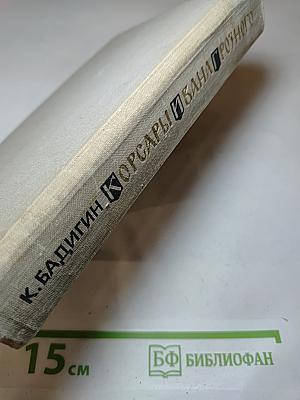 К. БАДИГИН КОРСАРЫ ИВАНА ГРОЗНОГО
15 см
БФ БИБЛИОФАН